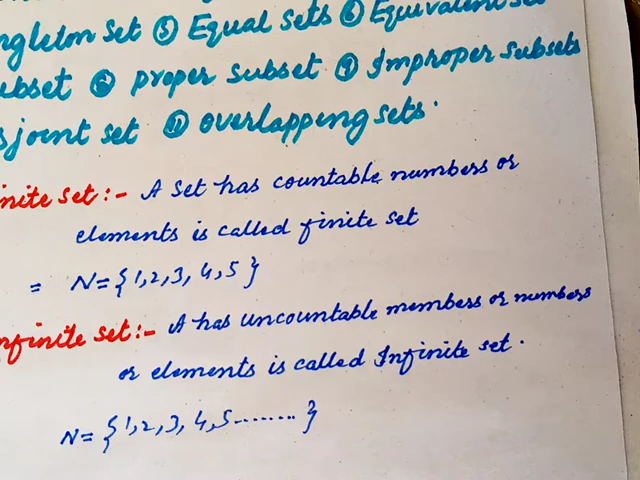 ngleton set ⑤ Equal sets ⑥ Equivalent set
ubset ⑧ proper subset ⑨ Improper subsets
sjoint set ⑪ overlapping sets.
inite set :- A set has countable numbers or
elements is called finite set
= N={1,2,3, 4,5}
nfinite set:- A has uncountable members or numbers
or elements is called Infinite set.
N= {1,2,3, 4,5........}